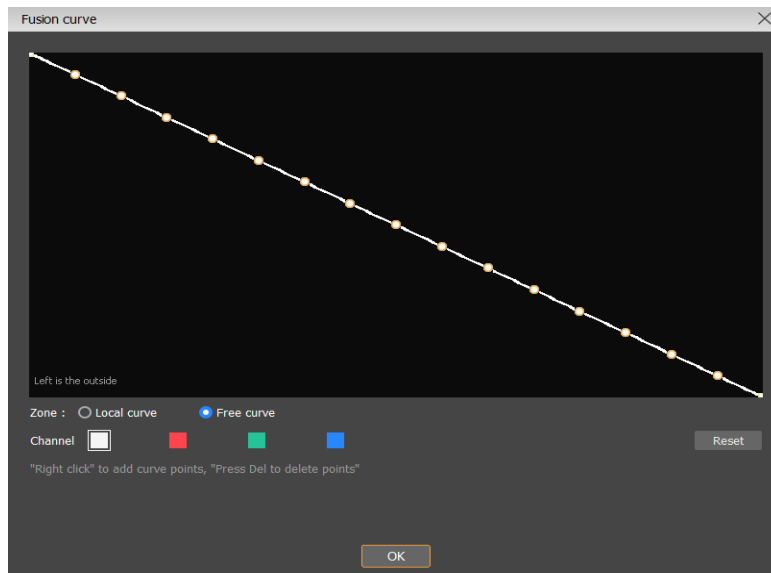 Fusion curve
Left is the outside
Zone : Local curve Free curve
Channel Reset
"Right click" to add curve points, "Press Del to delete points"
OK